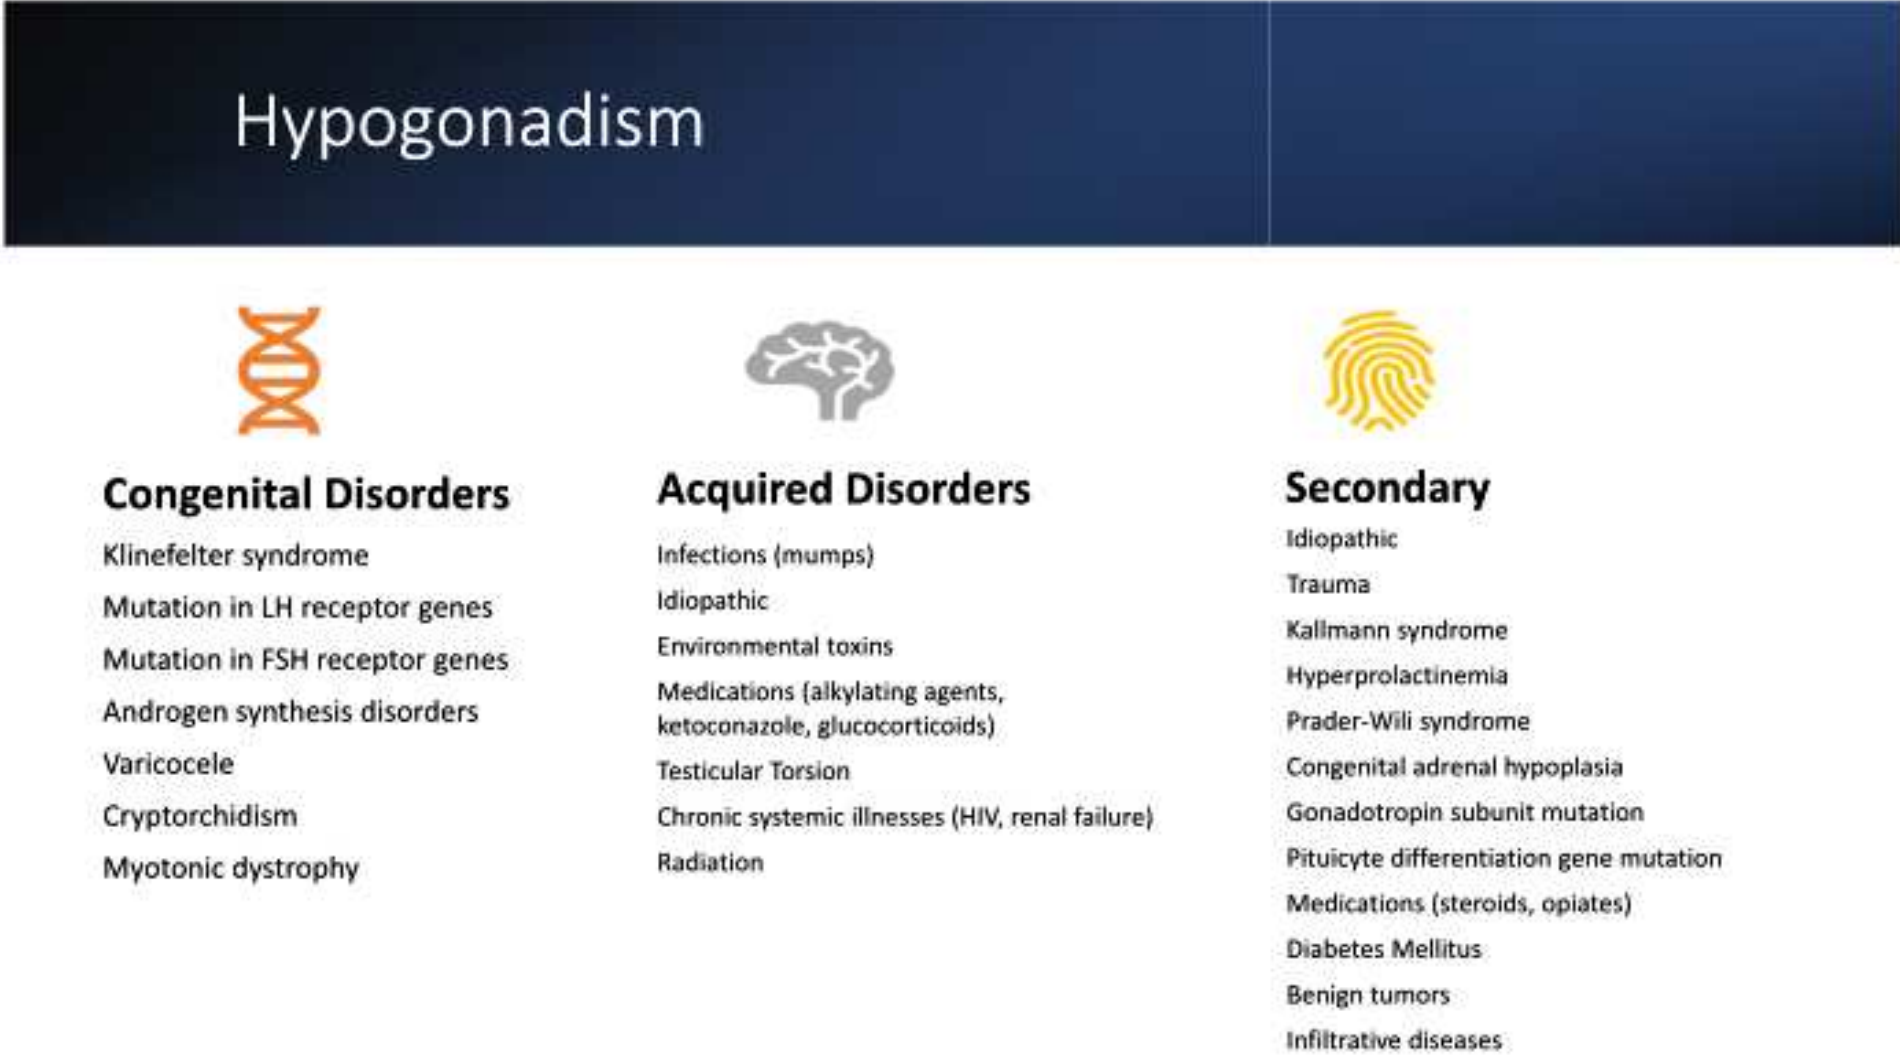 Hypogonadism
Congenital Disorders
Klinefelter syndrome
Mutation in LH receptor genes
Mutation in FSH receptor genes
Androgen synthesis disorders
Varicocele
Cryptorchidism
Myotonic dystrophy
Acquired Disorders
Infections (mumps)
Idiopathic
Environmental toxins
Medications (alkylating agents,
ketoconazole, glucocorticoids)
Testicular Torsion
Chronic systemic illnesses (HIV, renal failure)
Radiation
Secondary
Idiopathic
Trauma
Kallmann syndrome
Hyperprolactinemia
Prader-Wili syndrome
Congenital adrenal hypoplasia
Gonadotropin subunit mutation
Pituicyte differentiation gene mutation
Medications (steroids, opiates)
Diabetes Mellitus
Benign tumors
Infiltrative diseases